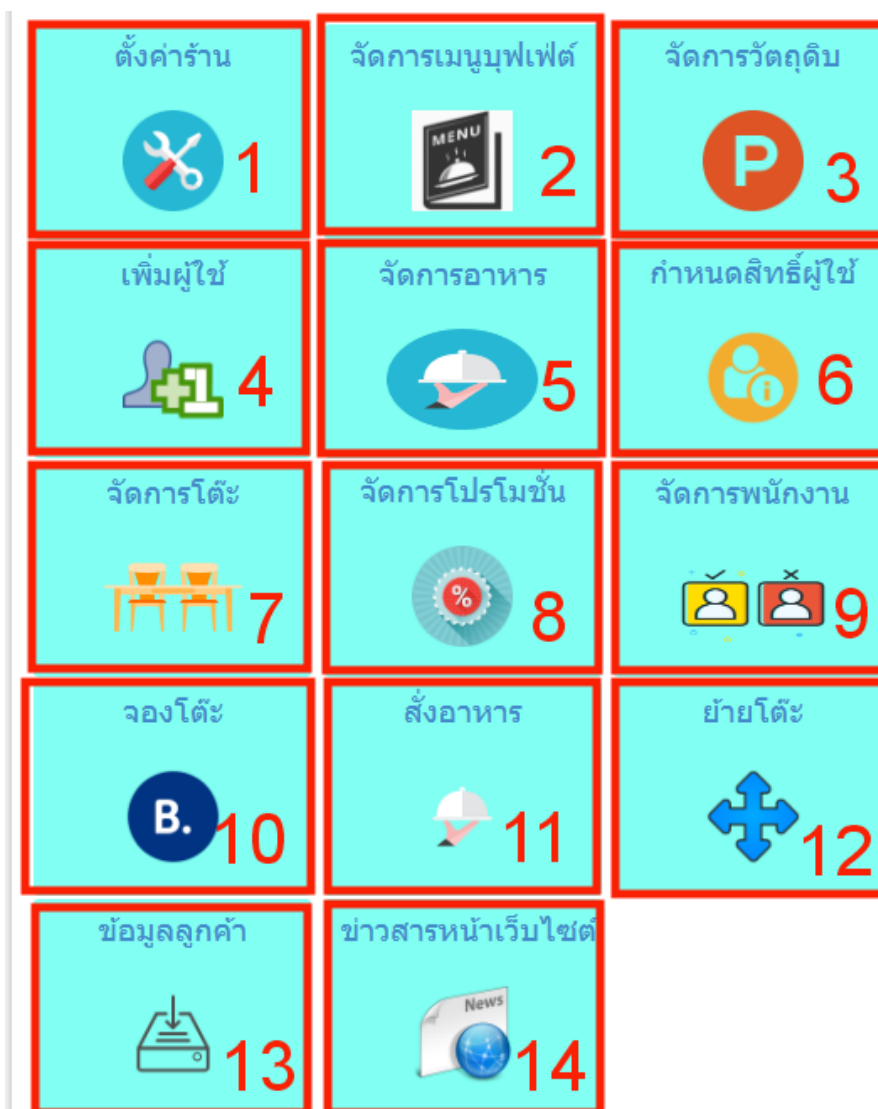 ตั้งค่าร้าน
1
จัดการเมนูบุฟเฟ่ต์
MENU
2
จัดการวัตถุดิบ
P
3
เพิ่มผู้ใช้
+1
4
จัดการอาหาร
5
กำหนดสิทธิ์ผู้ใช้
i
6
จัดการโต๊ะ
7
จัดการโปรโมชั่น
%
8
จัดการพนักงาน
9
จองโต๊ะ
B.
10
สั่งอาหาร
11
ย้ายโต๊ะ
12
ข้อมูลลูกค้า
13
ข่าวสารหน้าเว็บไซต์
News
14